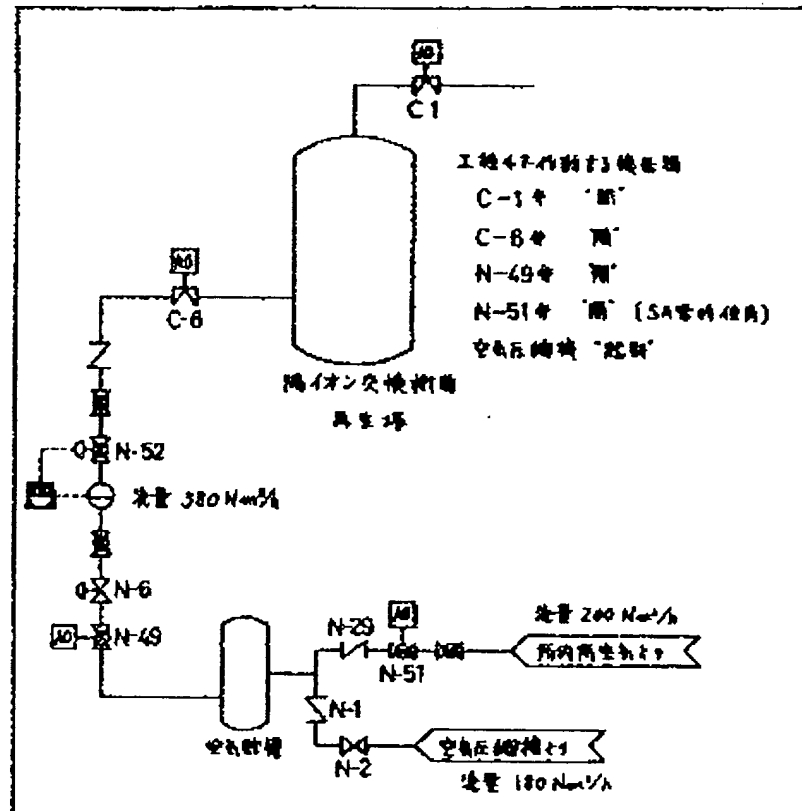 AO
C1
工程4で作動する機器類
C-1弁 "開"
C-6弁 "開"
N-49弁 "開"
N-51弁 "開" (SA零時使用)
空気圧縮機 "起動"
AO
C-6
陽イオン交換樹脂
再生塔
N-52
流量 380 Nm³/h
N-6
AO
N-49
N-29
AO
N-51
流量 200 Nm³/h
所内用空気より
N-1
空気貯槽
N-2
空気圧縮機より
流量 180 Nm³/h